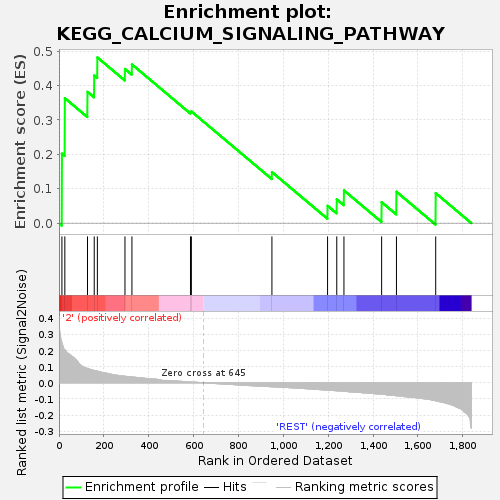 Enrichment plot:
KEGG_CALCIUM_SIGNALING_PATHWAY
Enrichment score (ES)
0.5
0.4
0.3
0.2
0.1
0.0
'2' (positively correlated)
Ranked list metric (Signal2Noise)
0.4
0.3
0.2
0.1
0.0
-0.1
-0.2
-0.3
Zero cross at 645
'REST' (negatively correlated)
0 200 400 600 800 1,000 1,200 1,400 1,600 1,800
Rank in Ordered Dataset
Enrichment profile Hits Ranking metric scores